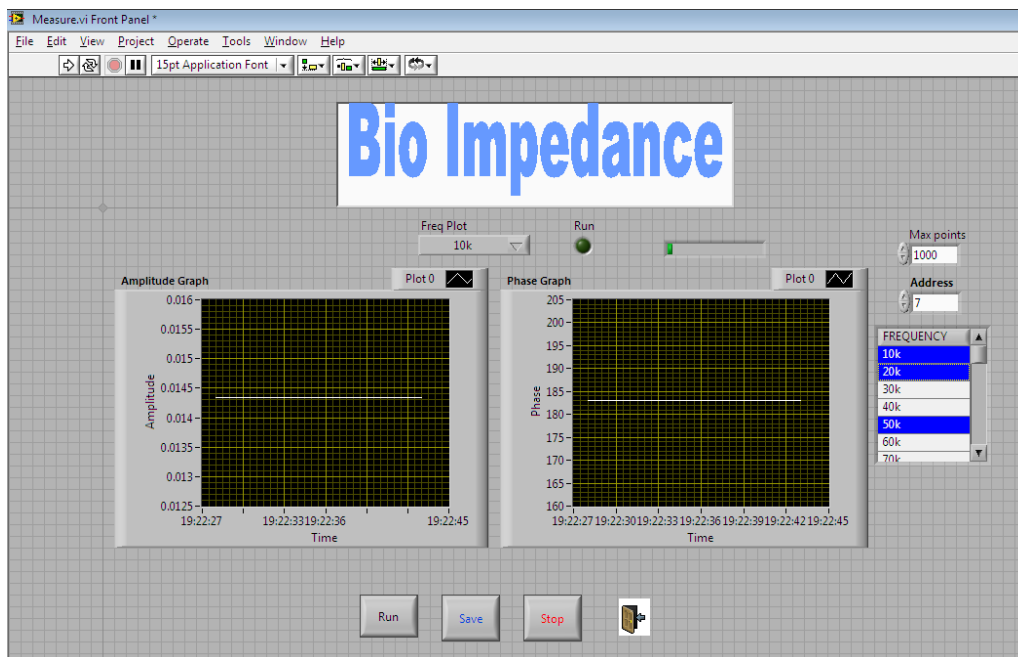 Measure.vi Front Panel *
File Edit View Project Operate Tools Window Help
15pt Application Font
Bio Impedance
Freq Plot
10k
Run
Max points
1000
Address
7
Amplitude Graph
Plot 0
0.016
0.0155
0.015
0.0145
0.014
0.0135
0.013
0.0125
Amplitude
19:22:27 19:22:33 19:22:36 19:22:45
Time
Phase Graph
Plot 0
205
200
195
190
185
180
175
170
165
160
Phase
19:22:27 19:22:30 19:22:33 19:22:36 19:22:39 19:22:42 19:22:45
Time
FREQUENCY
10k
20k
30k
40k
50k
60k
70k
Run
Save
Stop